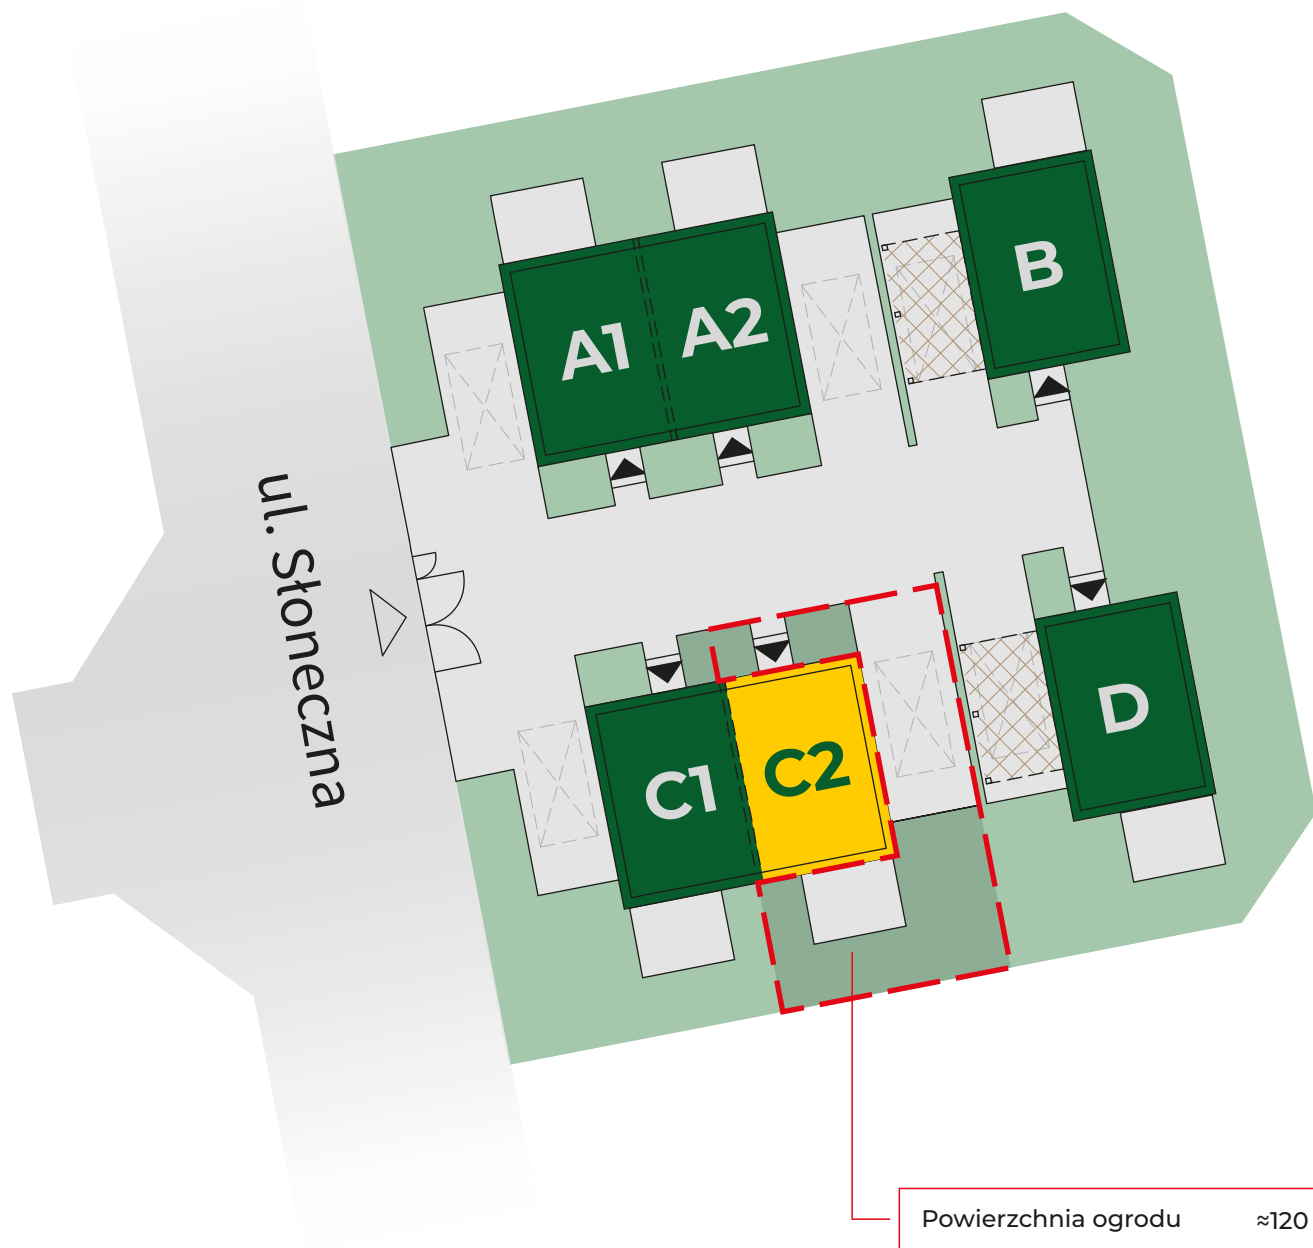 B
A1
A2
ul. Słoneczna
D
C1
C2
Powierzchnia ogrodu ≈120